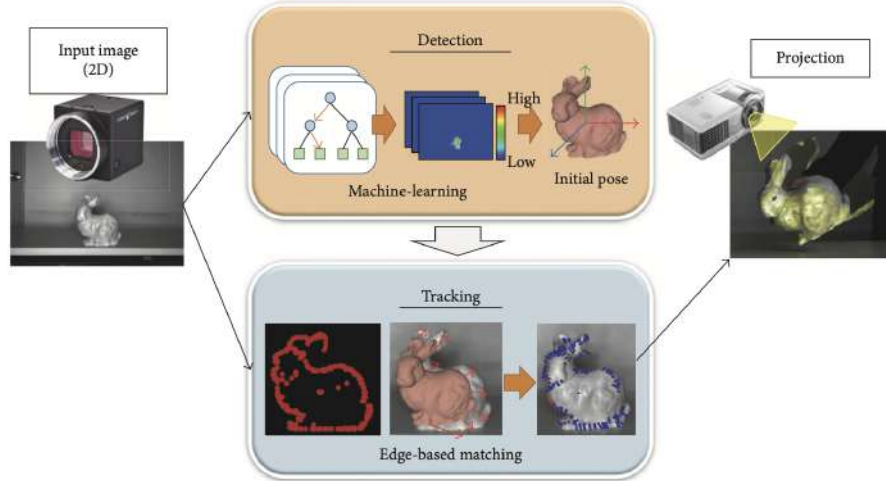 Input image
(2D)
Detection
High
Low
Machine-learning
Initial pose
Projection
Tracking
Edge-based matching